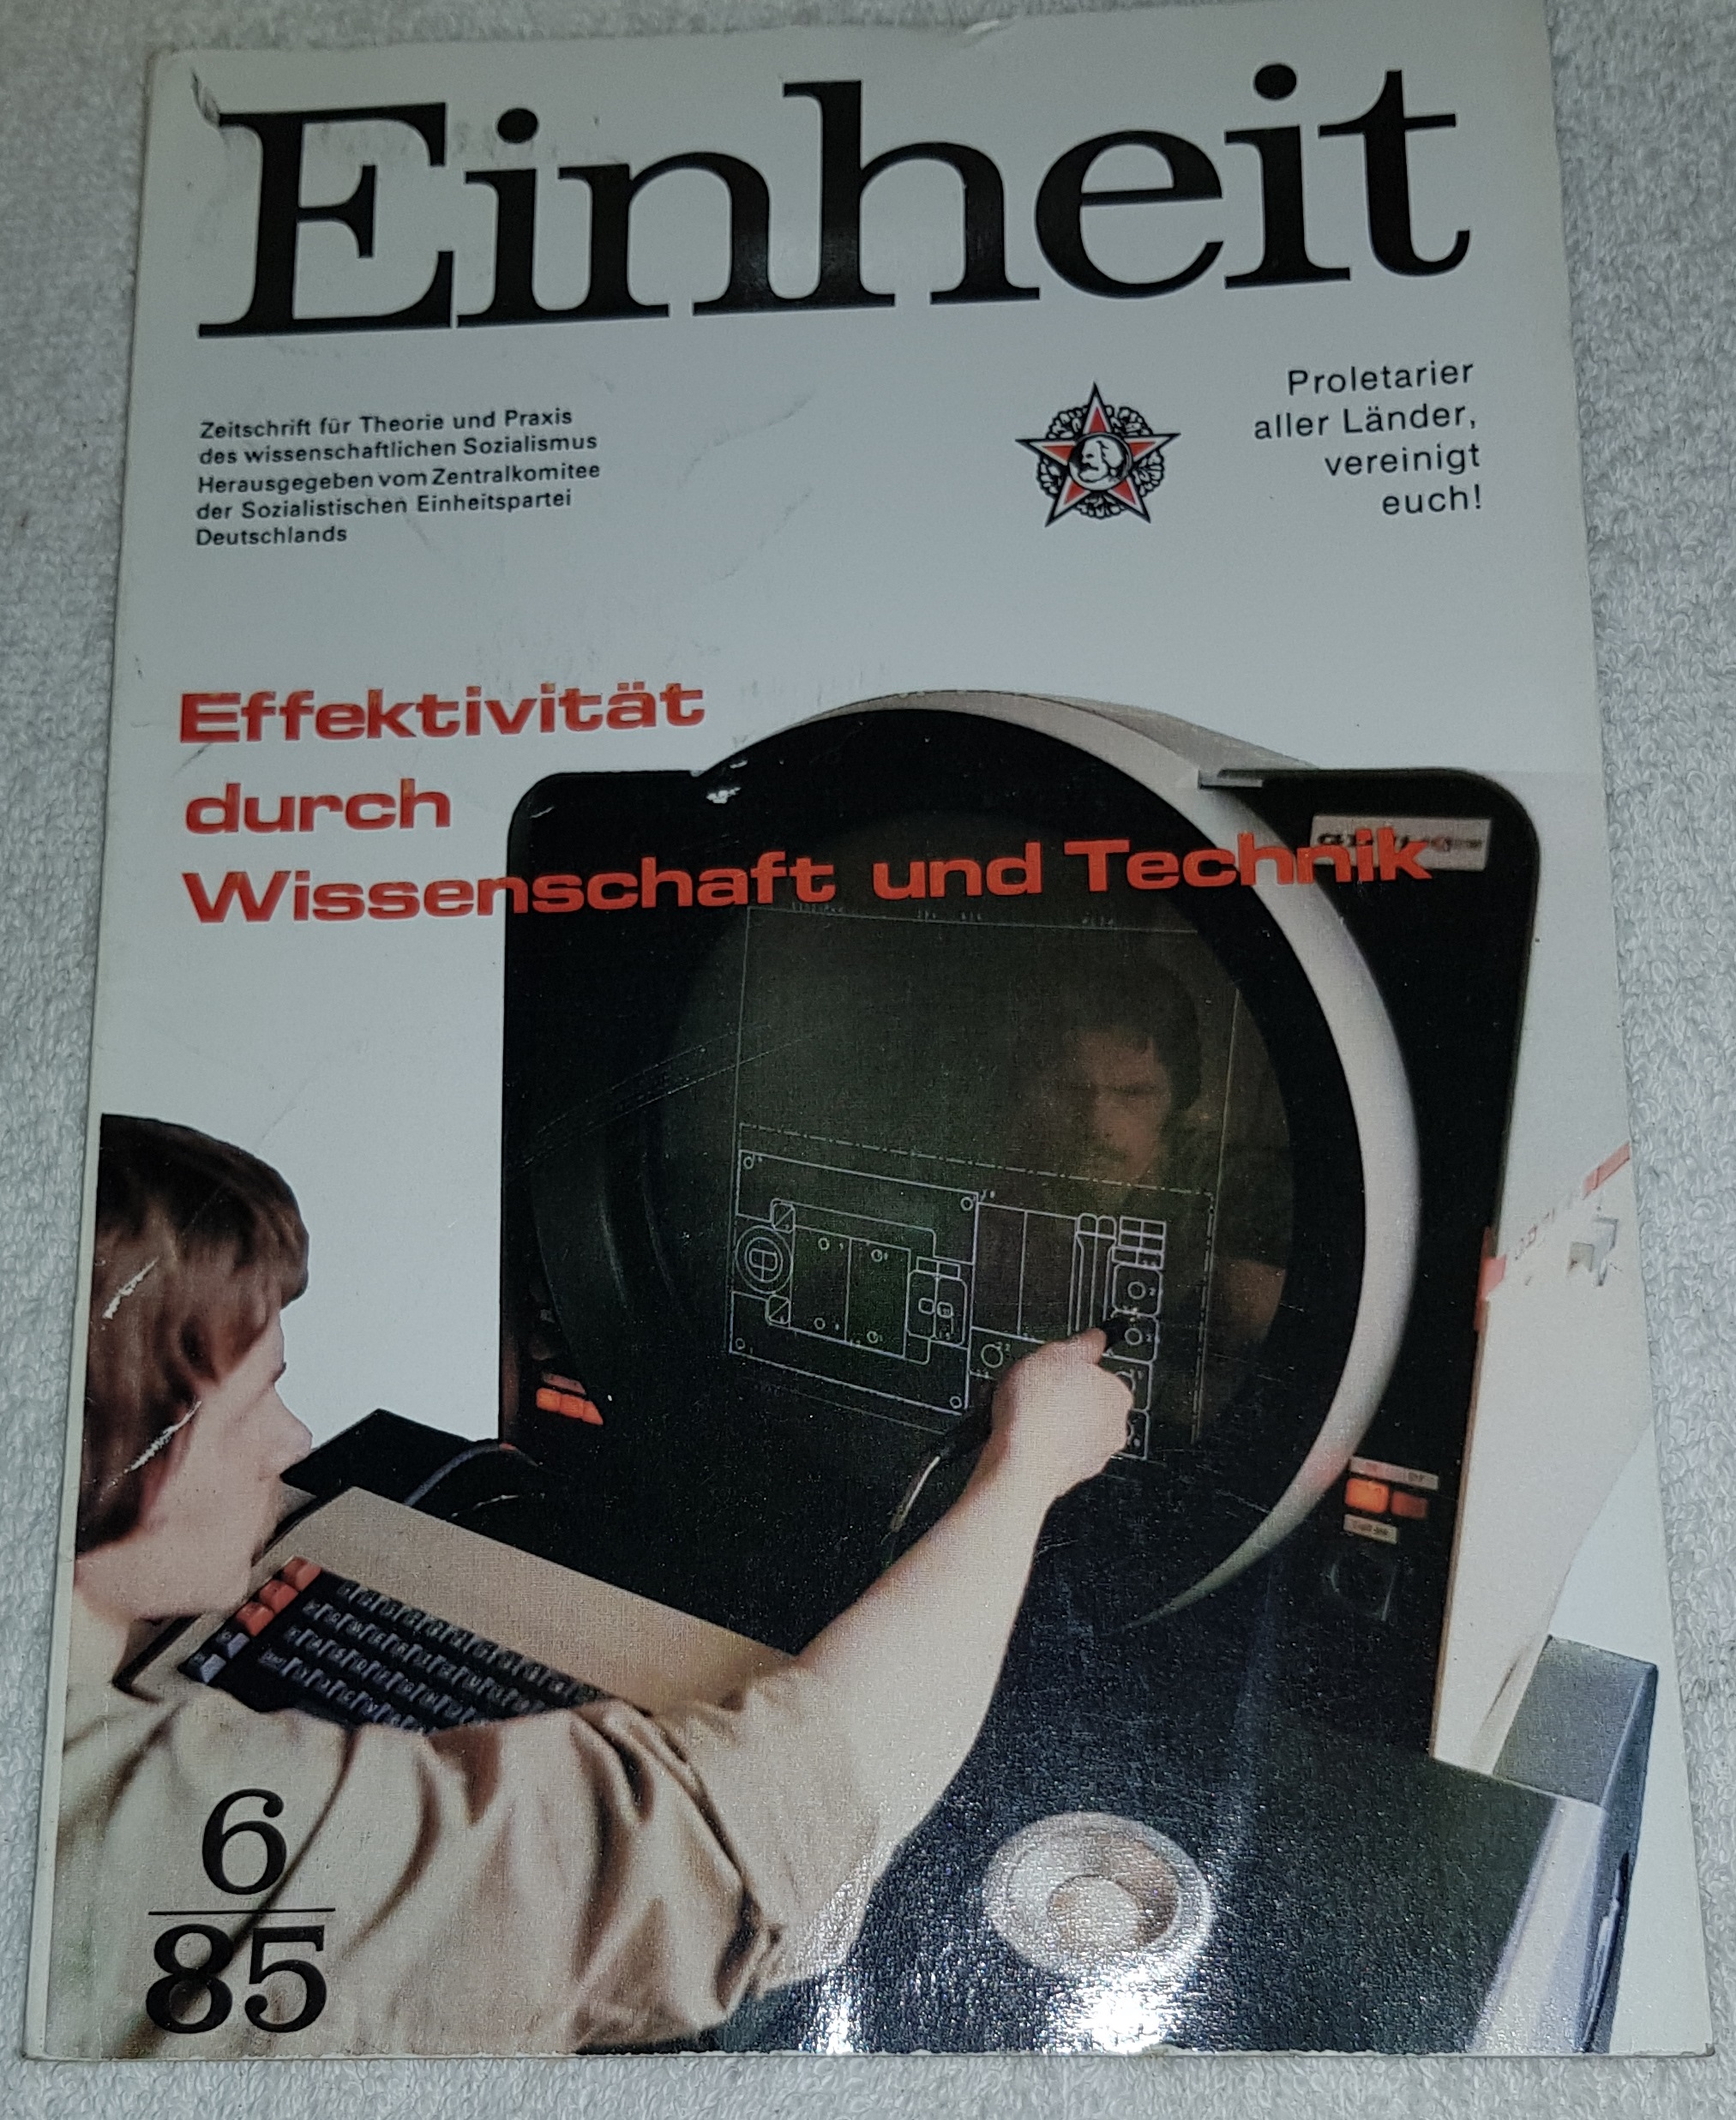 Einheit
Zeitschrift für Theorie und Praxis
des wissenschaftlichen Sozialismus
Herausgegeben vom Zentralkomitee
der Sozialistischen Einheitspartei
Deutschlands
Proletarier
aller Länder,
vereinigt
euch!
Effektivität
durch
Wissenschaft und Technik
6
85